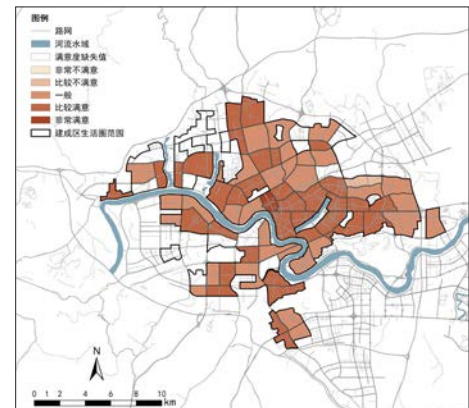 图例
路网
河流水域
满意度缺失值
非常不满意
比较不满意
一般
比较满意
非常满意
建成区生活圈范围
N
0 1 2 4 6 8 10
km